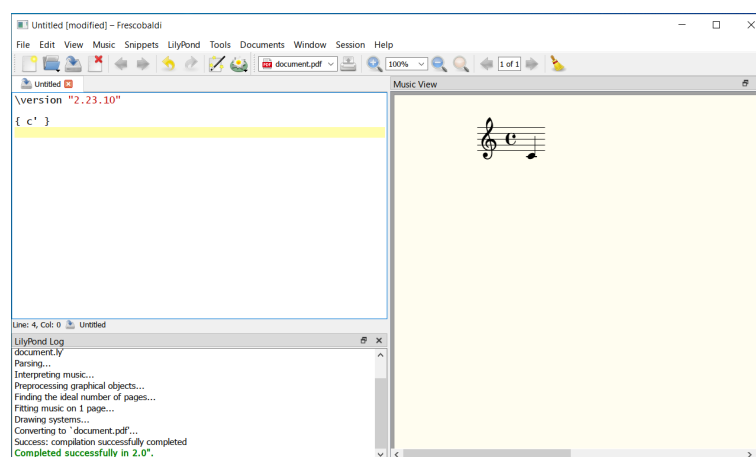 Untitled [modified] – Frescobaldi
File Edit View Music Snippets LilyPond Tools Documents Window Session Help
document.pdf 100% 1 of 1
Untitled
Music View
\version "2.23.10"
{ c' }
Line: 4, Col: 0 Untitled
LilyPond Log
document.ly'
Parsing...
Interpreting music...
Preprocessing graphical objects...
Finding the ideal number of pages...
Fitting music on 1 page...
Drawing systems...
Converting to `document.pdf'...
Success: compilation successfully completed
Completed successfully in 2.0".